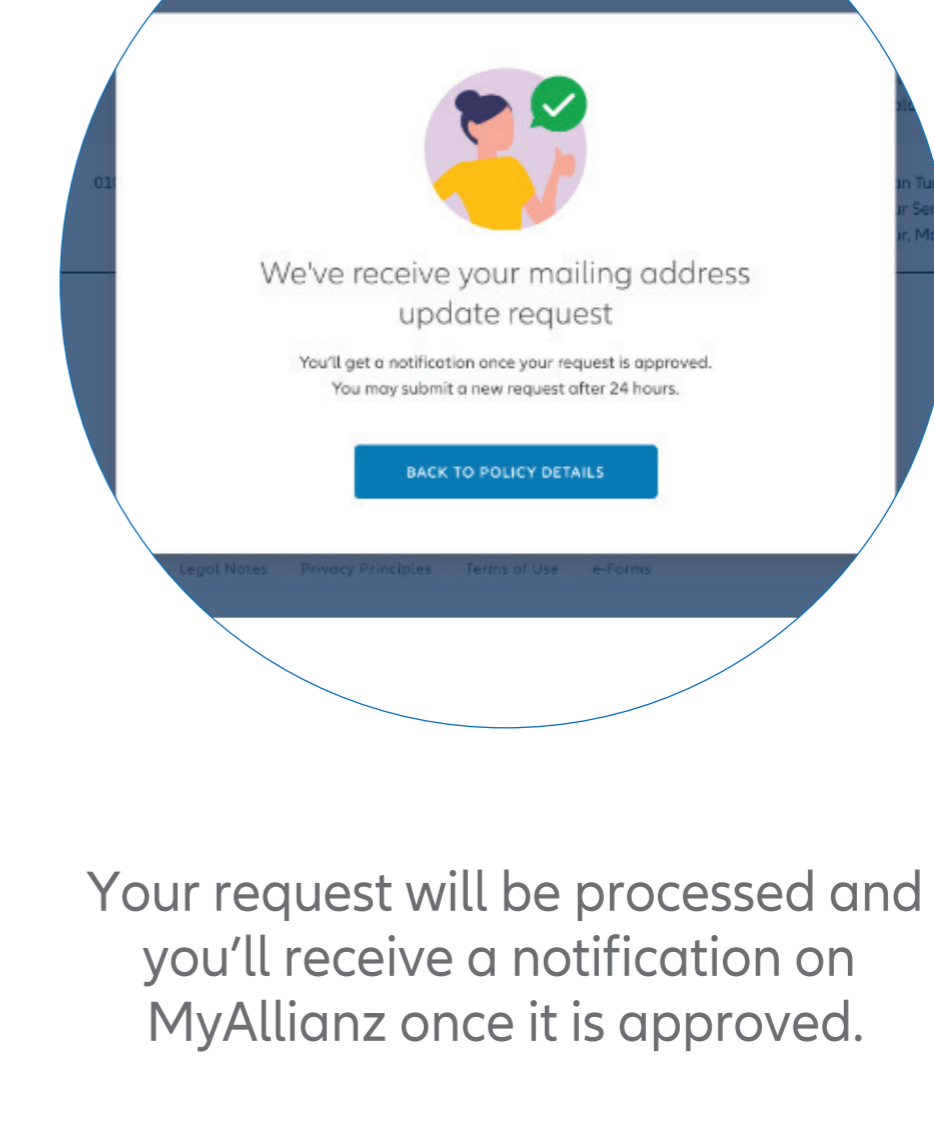 We've receive your mailing address
update request
You'll get a notification once your request is approved.
You may submit a new request after 24 hours.
BACK TO POLICY DETAILS
Legal Notes Privacy Principles Terms of Use e-Forms
Your request will be processed and
you’ll receive a notification on
MyAllianz once it is approved.